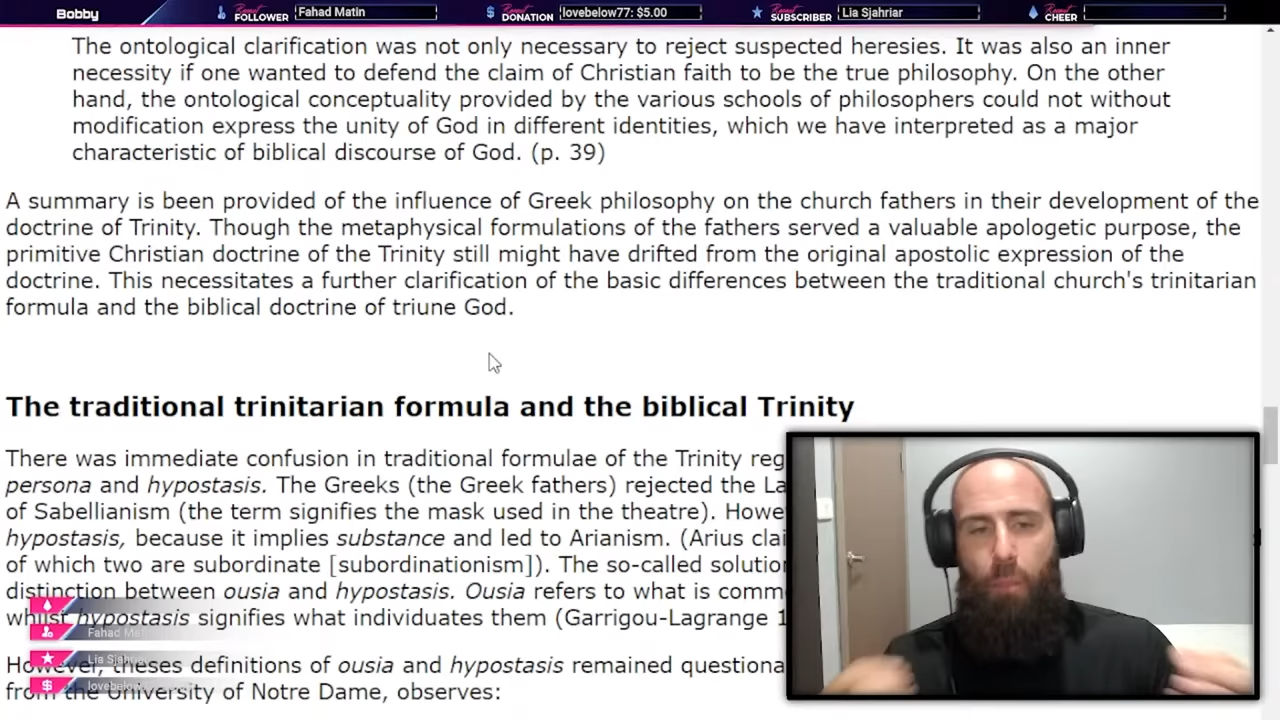 Bobby
Recent FOLLOWER Fahad Matin
Recent DONATION lovebelow77: $5.00
Recent SUBSCRIBER Lia Sjahriar
Recent CHEER
The ontological clarification was not only necessary to reject suspected heresies. It was also an inner
necessity if one wanted to defend the claim of Christian faith to be the true philosophy. On the other
hand, the ontological conceptuality provided by the various schools of philosophers could not without
modification express the unity of God in different identities, which we have interpreted as a major
characteristic of biblical discourse of God. (p. 39)
A summary is been provided of the influence of Greek philosophy on the church fathers in their development of the
doctrine of Trinity. Though the metaphysical formulations of the fathers served a valuable apologetic purpose, the
primitive Christian doctrine of the Trinity still might have drifted from the original apostolic expression of the
doctrine. This necessitates a further clarification of the basic differences between the traditional church's trinitarian
formula and the biblical doctrine of triune God.
The traditional trinitarian formula and the biblical Trinity
There was immediate confusion in traditional formulae of the Trinity reg
persona and hypostasis. The Greeks (the Greek fathers) rejected the La
of Sabellianism (the term signifies the mask used in the theatre). Howe
hypostasis, because it implies substance and led to Arianism. (Arius clai
of which two are subordinate [subordinationism]). The so-called solution
distinction between ousia and hypostasis. Ousia refers to what is comm
whilst hypostasis signifies what individuates them (Garrigou-Lagrange 1
However, theses definitions of ousia and hypostasis remained questiona
from the University of Notre Dame, observes:
Fahad Mat
Lia Sjahria
lovebelow